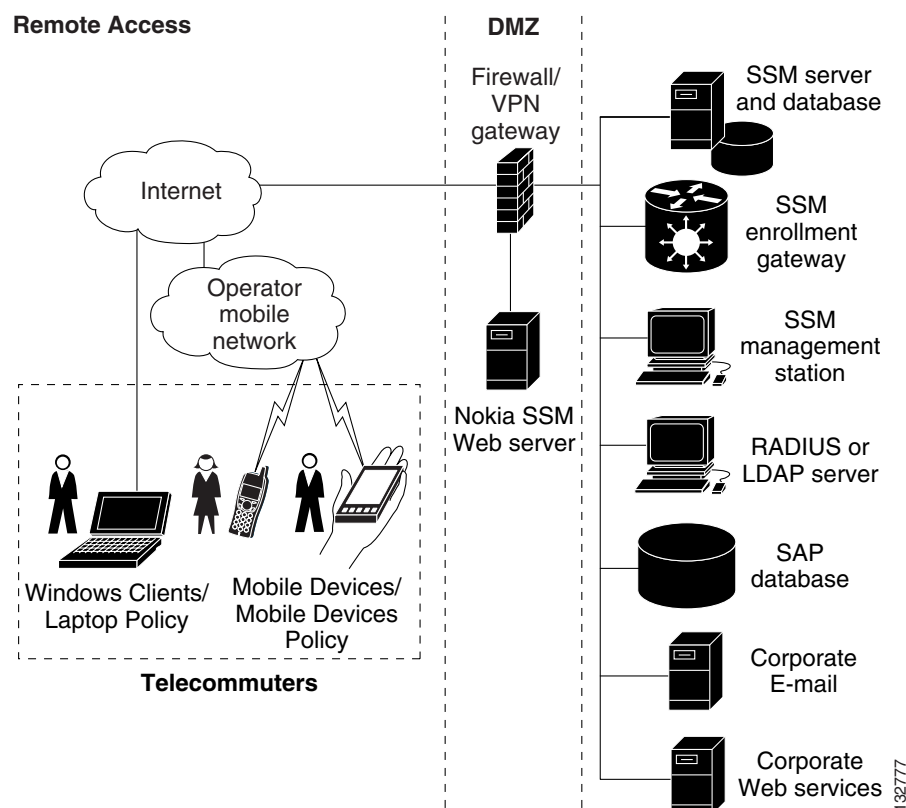 Remote Access
DMZ
Firewall/
VPN
gateway
SSM server
and database
Internet
SSM
enrollment
gateway
Operator
mobile
network
SSM
management
station
Nokia SSM
Web server
RADIUS or
LDAP server
Windows Clients/
Laptop Policy
Mobile Devices/
Mobile Devices
Policy
SAP
database
Telecommuters
Corporate
E-mail
Corporate
Web services
132777